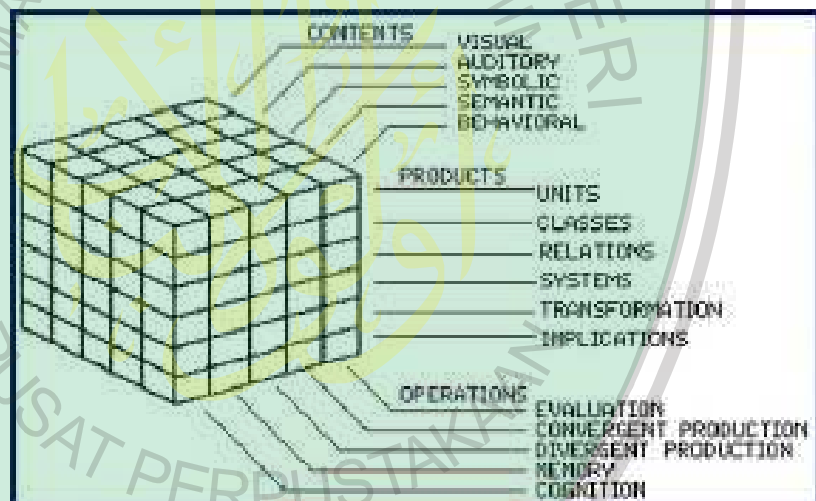 CONTENTS
VISUAL
AUDITORY
SYMBOLIC
SEMANTIC
BEHAVIORAL
PRODUCTS
UNITS
CLASSES
RELATIONS
SYSTEMS
TRANSFORMATION
IMPLICATIONS
OPERATIONS
EVALUATION
CONVERGENT PRODUCTION
DIVERGENT PRODUCTION
MEMORY
COGNITION